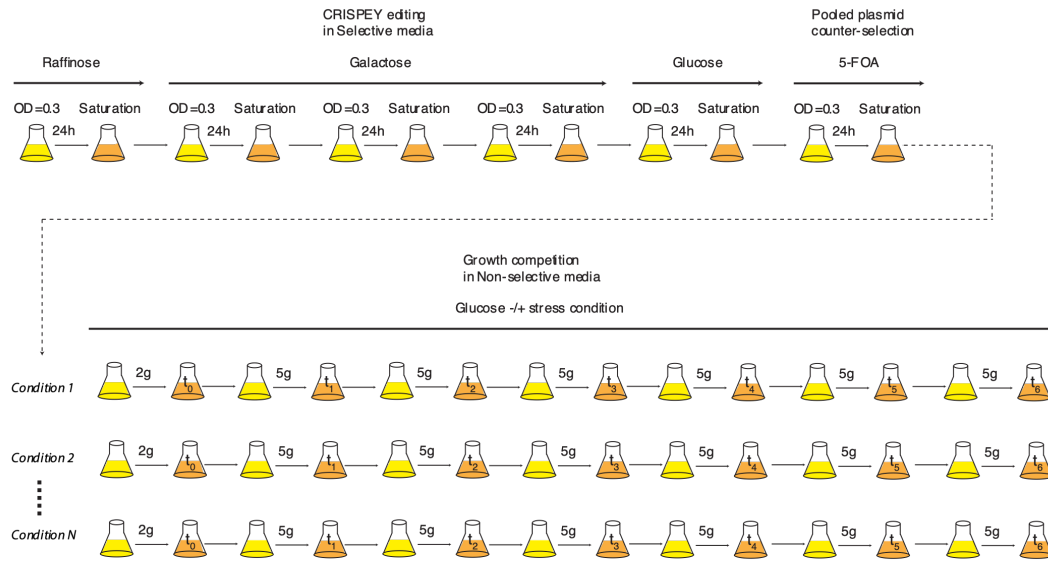 CRISPEY editing
in Selective media
Pooled plasmid
counter-selection
Raffinose
Galactose
Glucose
5-FOA
OD=0.3 Saturation OD=0.3 Saturation OD=0.3 Saturation OD=0.3 Saturation OD=0.3 Saturation OD=0.3 Saturation
24h 24h 24h 24h 24h 24h
Growth competition
in Non-selective media
Glucose -/+ stress condition
Condition 1 2g t0 5g t1 5g t2 5g t3 5g t4 5g t5 5g t6
Condition 2 2g t0 5g t1 5g t2 5g t3 5g t4 5g t5 5g t6
Condition N 2g t0 5g t1 5g t2 5g t3 5g t4 5g t5 5g t6